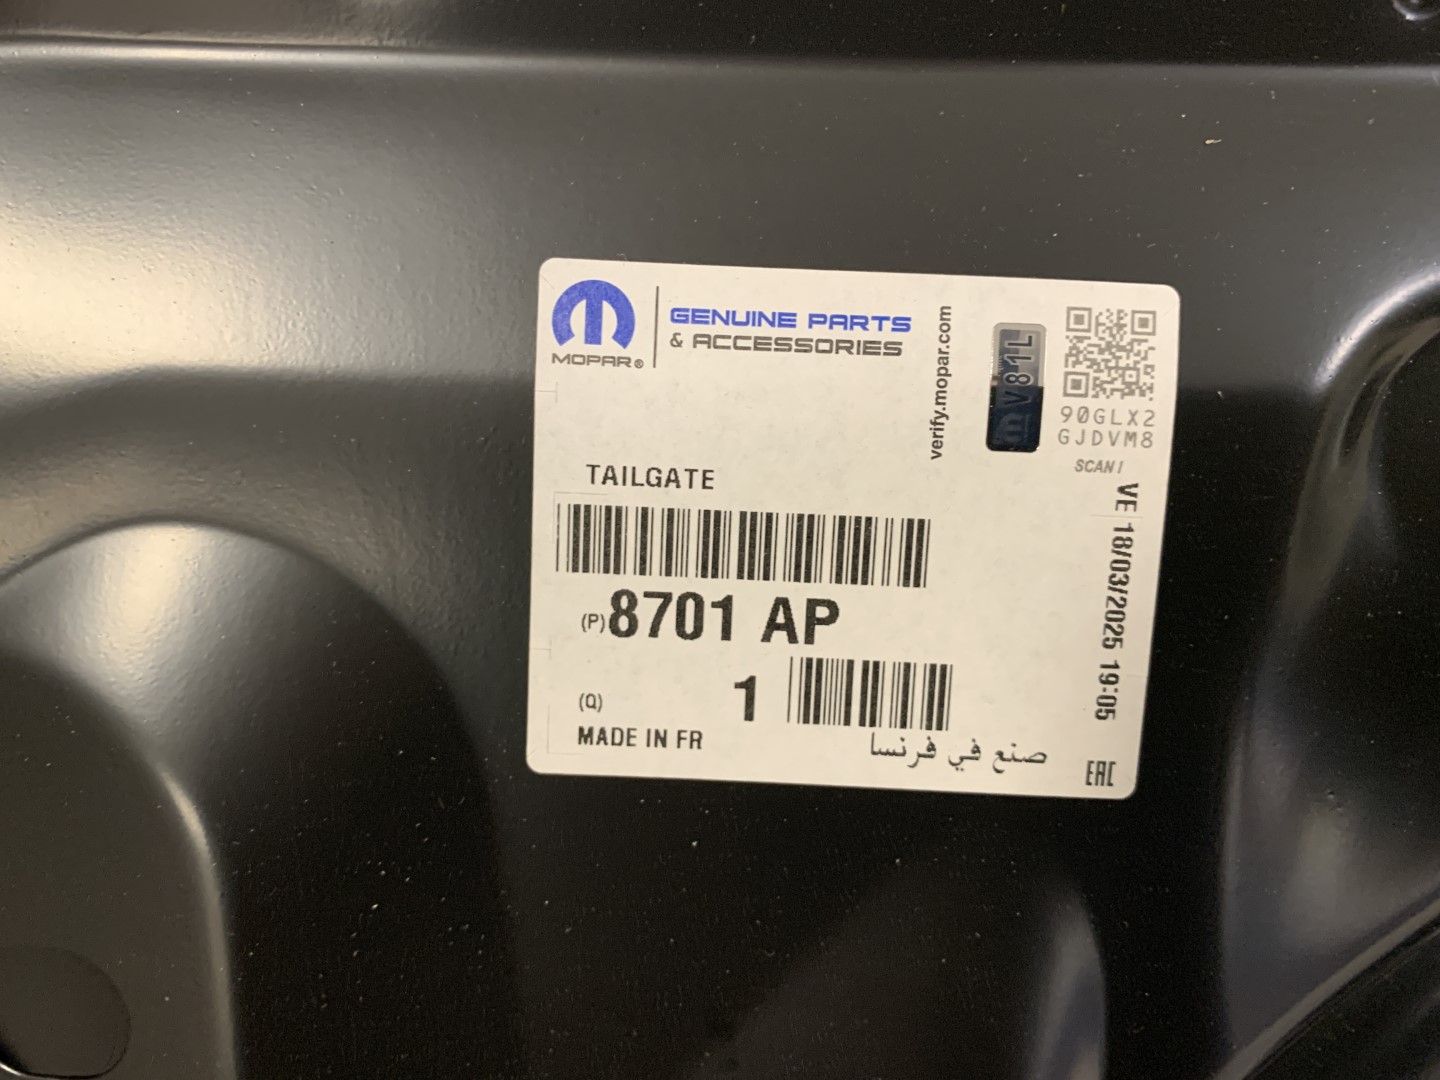 MOPAR®
GENUINE PARTS
& ACCESSORIES
verify.mopar.com
V81L
90GLX2
GJDVM8
SCAN!
TAILGATE
(P) 8701 AP
(Q) 1
MADE IN FR
صنع في فرنسا
VE 18/03/2025 19:05
EAC